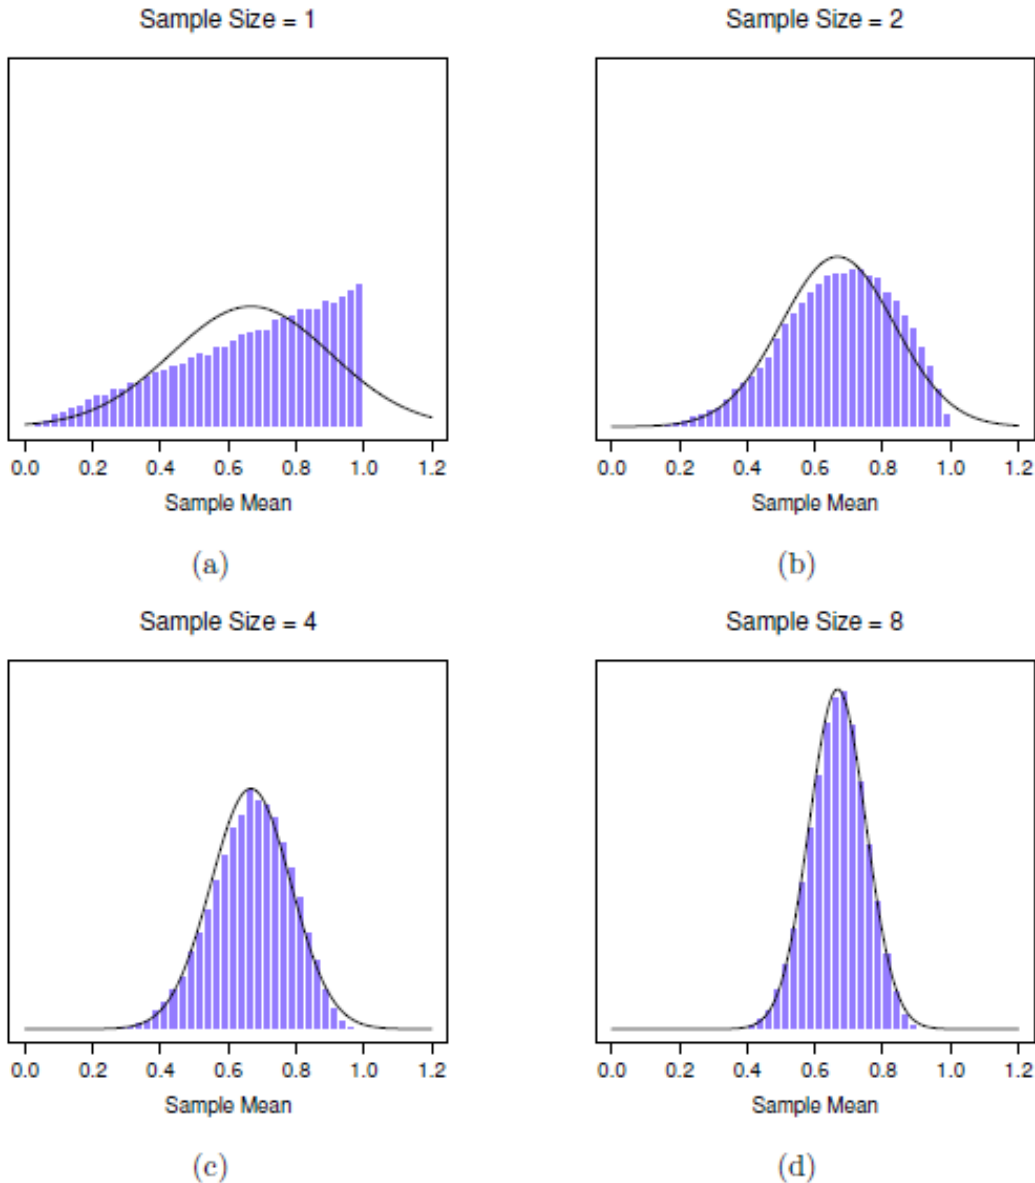 Sample Size = 1
0.0 0.2 0.4 0.6 0.8 1.0 1.2
Sample Mean
(a)
Sample Size = 2
0.0 0.2 0.4 0.6 0.8 1.0 1.2
Sample Mean
(b)
Sample Size = 4
0.0 0.2 0.4 0.6 0.8 1.0 1.2
Sample Mean
(c)
Sample Size = 8
0.0 0.2 0.4 0.6 0.8 1.0 1.2
Sample Mean
(d)